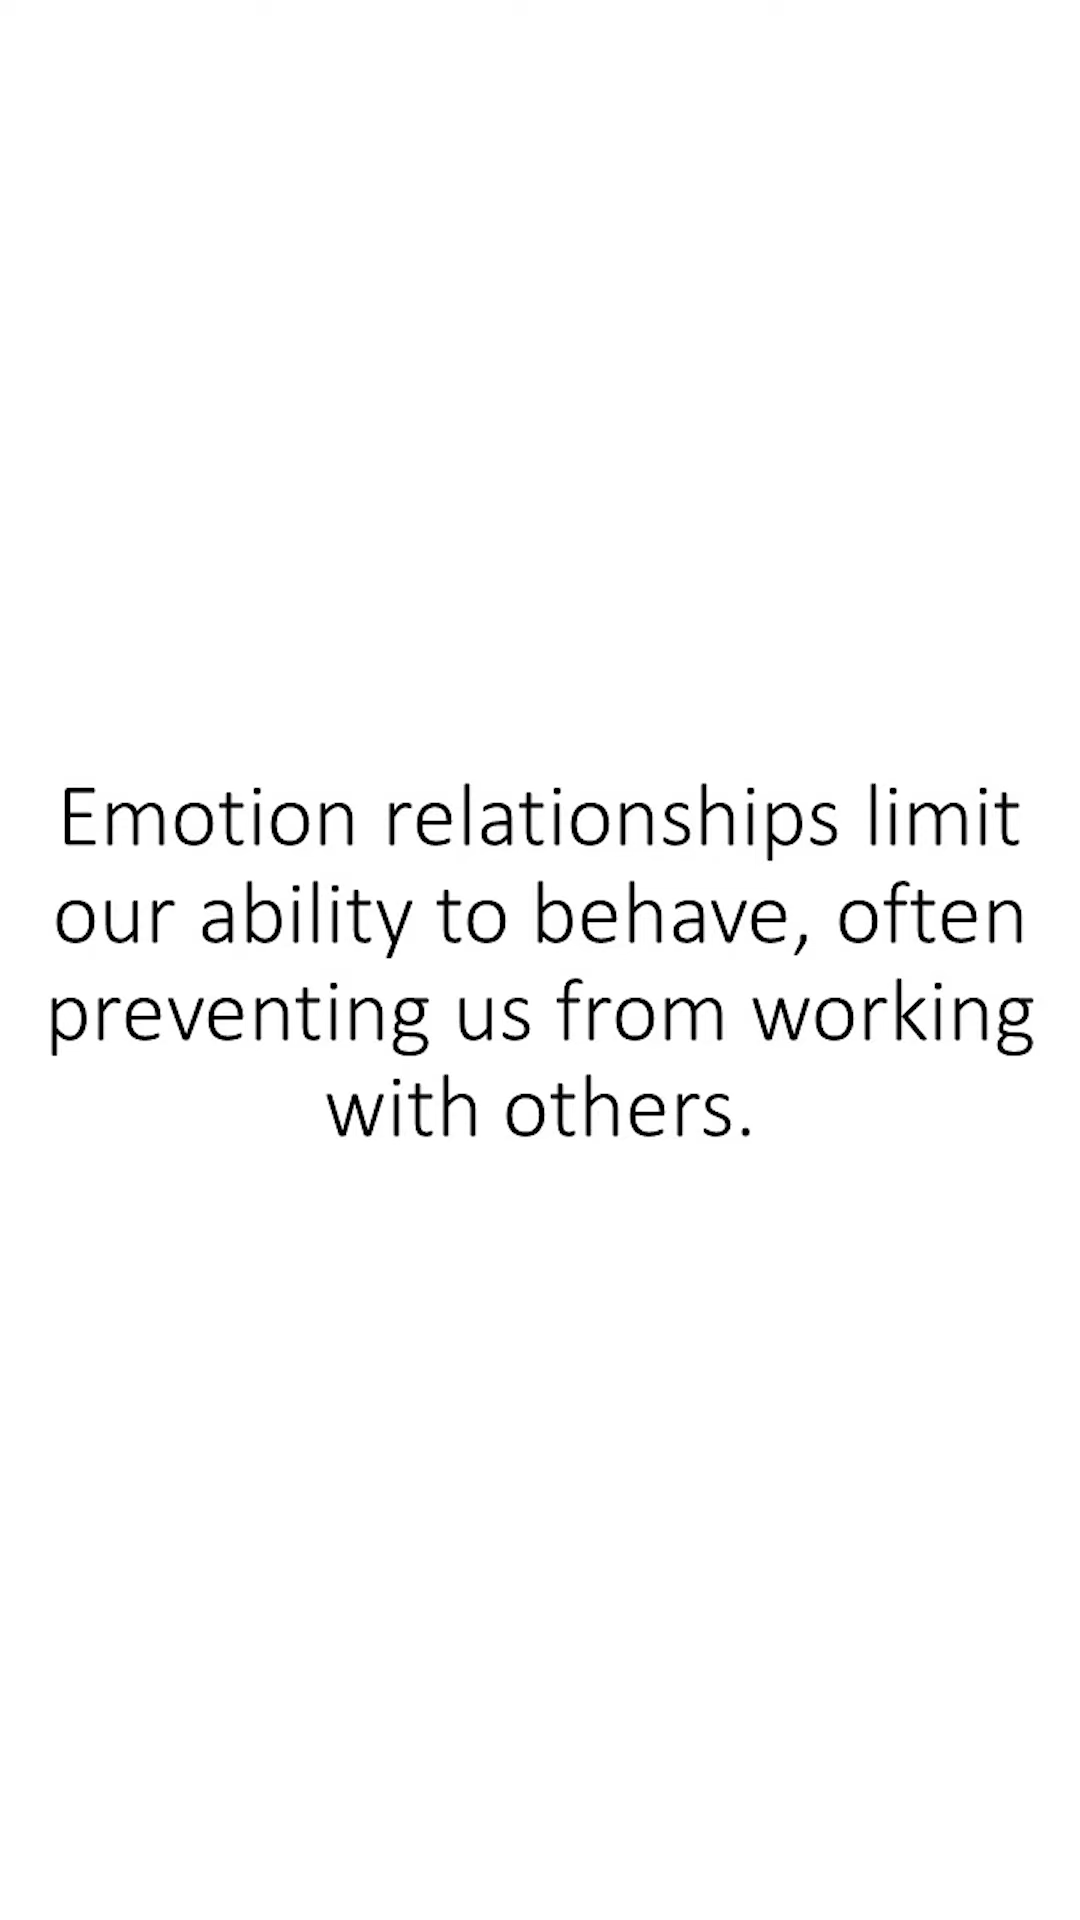 Emotion relationships limit
our ability to behave, often
preventing us from working
with others.